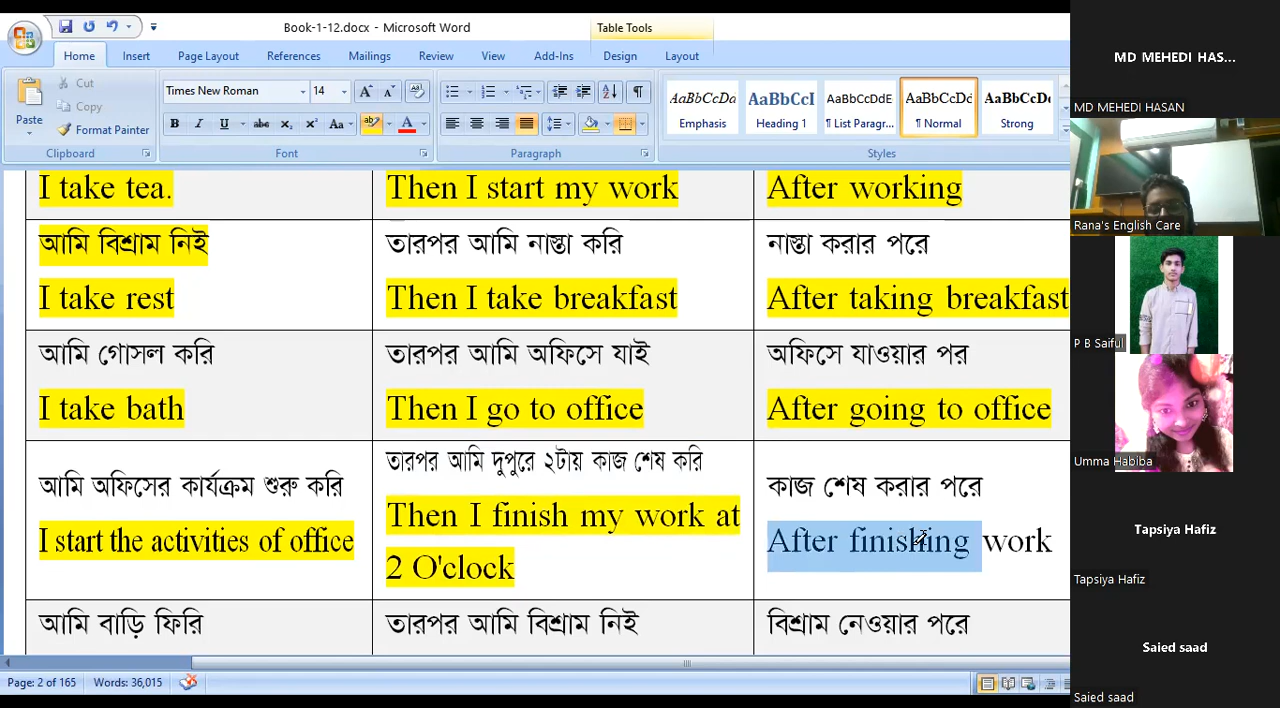 Book-1-12.docx - Microsoft Word
Table Tools
Home
Insert
Page Layout
References
Mailings
Review
View
Add-Ins
Design
Layout
Paste
Cut
Copy
Format Painter
Clipboard
Times New Roman
14
Font
Paragraph
AaBbCcDa
Emphasis
AaBbCcI
Heading 1
AaBbCcDdE
¶ List Paragr...
AaBbCcDc
¶ Normal
AaBbCcDc
Strong
Styles
I take tea.
Then I start my work
After working
আমি বিশ্রাম নিই
তারপর আমি নাস্তা করি
নাস্তা করার পরে
I take rest
Then I take breakfast
After taking breakfast
আমি গোসল করি
তারপর আমি অফিসে যাই
অফিসে যাওয়ার পর
I take bath
Then I go to office
After going to office
আমি অফিসের কার্যক্রম শুরু করি
I start the activities of office
তারপর আমি দুপুরে ২টায় কাজ শেষ করি
Then I finish my work at
2 O'clock
কাজ শেষ করার পরে
After finishing work
আমি বাড়ি ফিরি
তারপর আমি বিশ্রাম নিই
বিশ্রাম নেওয়ার পরে
Page: 2 of 165
Words: 36,015
MD MEHEDI HAS...
MD MEHEDI HASAN
Rana's English Care
P B Saiful
Umma Habiba
Tapsiya Hafiz
Tapsiya Hafiz
Saied saad
Saied saad